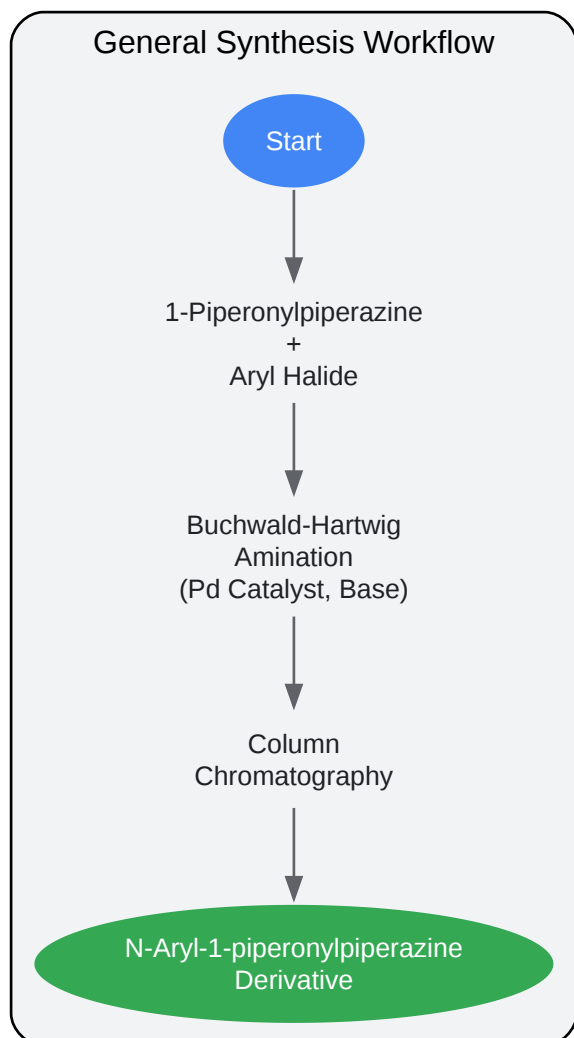 General Synthesis Workflow
Start
1-Piperonylpiperazine
+
Aryl Halide
Buchwald-Hartwig
Amination
(Pd Catalyst, Base)
Column
Chromatography
N-Aryl-1-piperonylpiperazine
Derivative